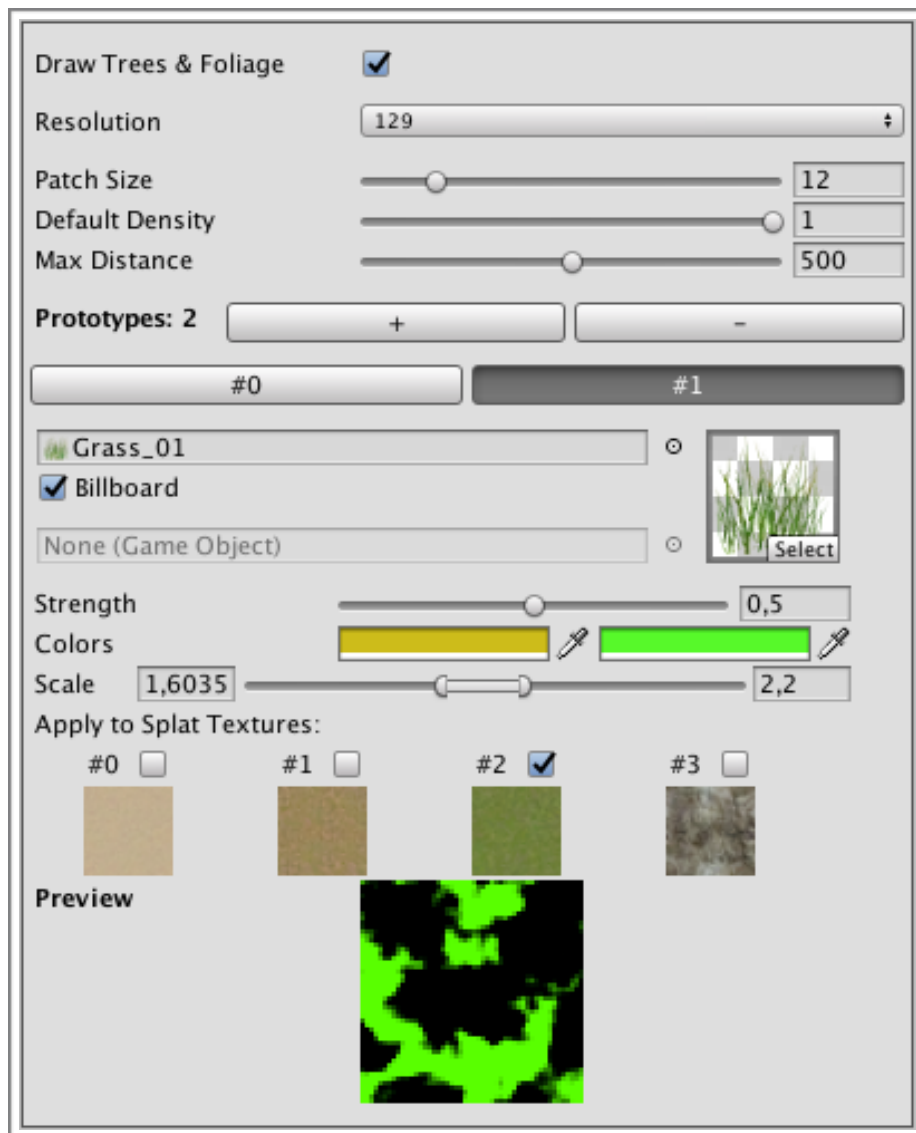 Draw Trees & Foliage
Resolution 129
Patch Size 12
Default Density 1
Max Distance 500
Prototypes: 2 + -
#0 #1
Grass_01
Billboard
None (Game Object)
Select
Strength 0,5
Colors
Scale 1,6035 2,2
Apply to Splat Textures:
#0 #1 #2 #3
Preview